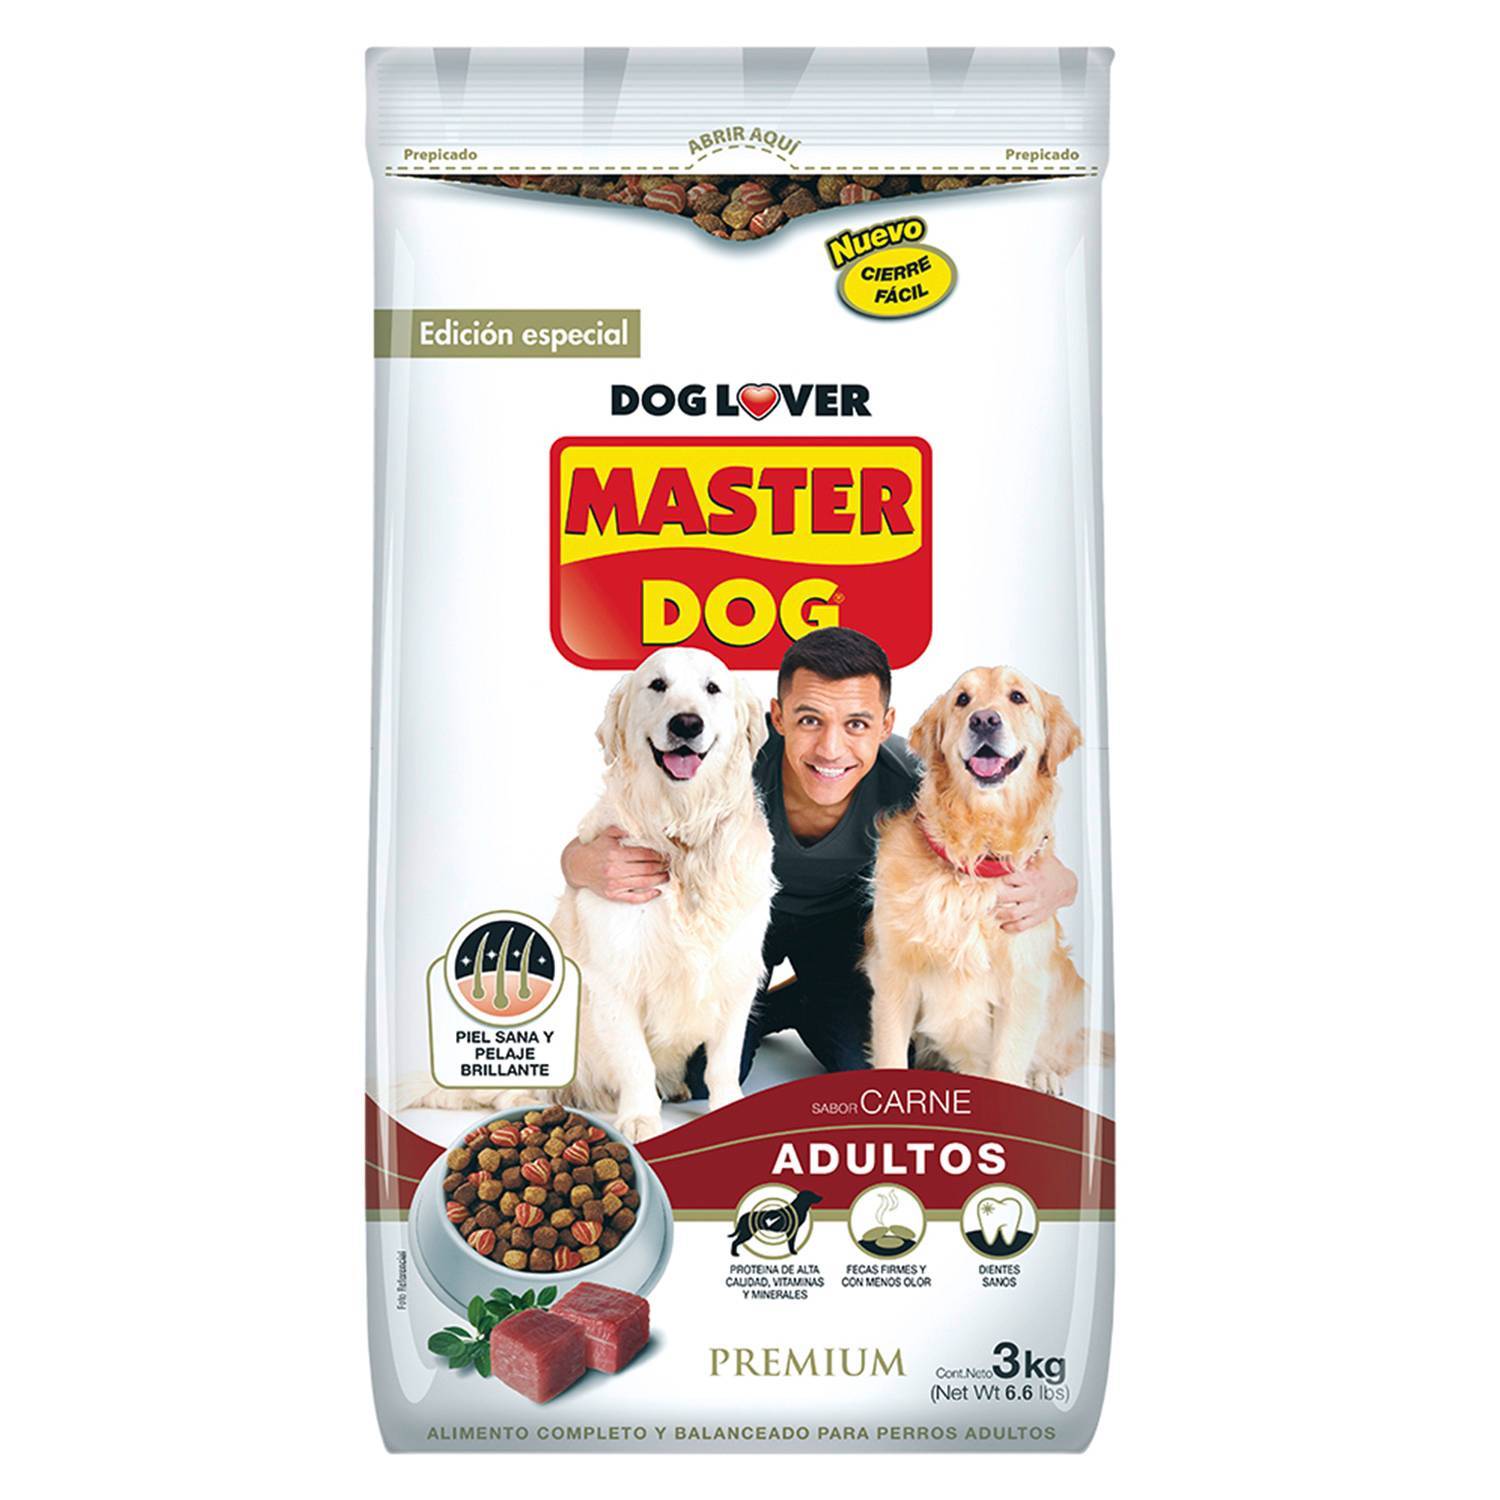 ABRIR AQUÍ
Prepicado
Prepicado
Nuevo
CIERRE
FÁCIL
Edición especial
DOG LOVER
MASTER
DOG®
PIEL SANA Y
PELAJE
BRILLANTE
SABOR CARNE
ADULTOS
PROTEINA DE ALTA
CALIDAD, VITAMINAS
Y MINERALES
FECAS FIRMES Y
CON MENOS OLOR
DIENTES
SANOS
Foto Referencial
PREMIUM
Cont.Neto 3kg
(Net Wt 6.6 lbs)
ALIMENTO COMPLETO Y BALANCEADO PARA PERROS ADULTOS